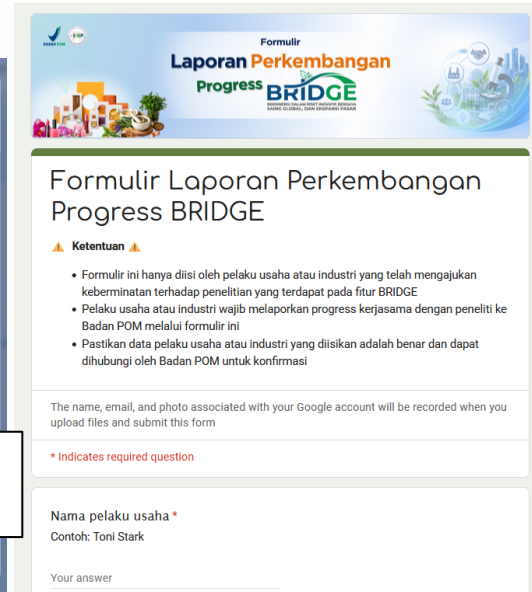 BADAN POM
Formulir
Laporan Perkembangan
Progress BRIDGE
BERSINERGI DALAM RISET INOVATIF, BERDAYA
SAING GLOBAL, DAN EKSPANSI PASAR
Formulir Laporan Perkembangan
Progress BRIDGE
⚠️ Ketentuan ⚠️
• Formulir ini hanya diisi oleh pelaku usaha atau industri yang telah mengajukan
keberminatan terhadap penelitian yang terdapat pada fitur BRIDGE
• Pelaku usaha atau industri wajib melaporkan progress kerjasama dengan peneliti ke
Badan POM melalui formulir ini
• Pastikan data pelaku usaha atau industri yang diisikan adalah benar dan dapat
dihubungi oleh Badan POM untuk konfirmasi
The name, email, and photo associated with your Google account will be recorded when you
upload files and submit this form
* Indicates required question
Nama pelaku usaha *
Contoh: Toni Stark
Your answer